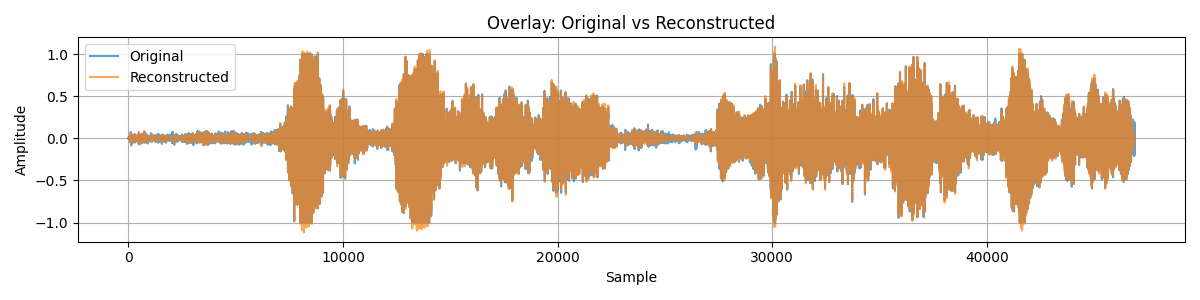 Overlay: Original vs Reconstructed
Original
Reconstructed
Amplitude
1.0
0.5
0.0
−0.5
−1.0
0
10000
20000
30000
40000
Sample